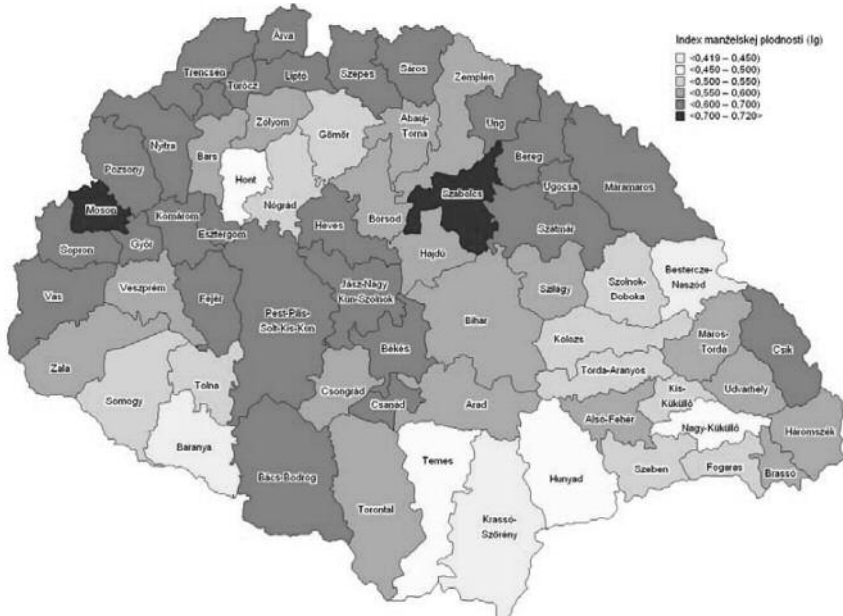 Index manželskej plodnosti (Ig)
<0,419 – 0,450)
<0,450 – 0,500)
<0,500 – 0,550)
<0,550 – 0,600)
<0,600 – 0,700)
<0,700 – 0,720>
Árva
Trencsén
Turócz
Liptó
Szepes
Sáros
Zemplén
Zólyom
Gömör
Abauj-
Torna
Ung
Nyitra
Bars
Bereg
Pozsony
Hont
Ugocsa
Máramaros
Szabolcs
Moson
Nógrád
Borsod
Komárom
Esztergom
Heves
Szatmár
Sopron
Győr
Hajdú
Vas
Veszprém
Fejér
Jász-Nagy
Kun-Szolnok
Pest-Pilis-
Solt-Kis-Kun
Szilágy
Szolnok-
Doboka
Besztercze-
Naszód
Bihar
Kolozs
Maros-
Torda
Csik
Békés
Zala
Tolna
Torda-Aranyos
Somogy
Csongrád
Csanád
Arad
Kis-
Küküllő
Udvarhely
Alsó-Fehér
Nagy-Küküllő
Háromszék
Baranya
Temes
Hunyad
Szeben
Fogaras
Brassó
Bács-Bodrog
Torontál
Krassó-
Szörény